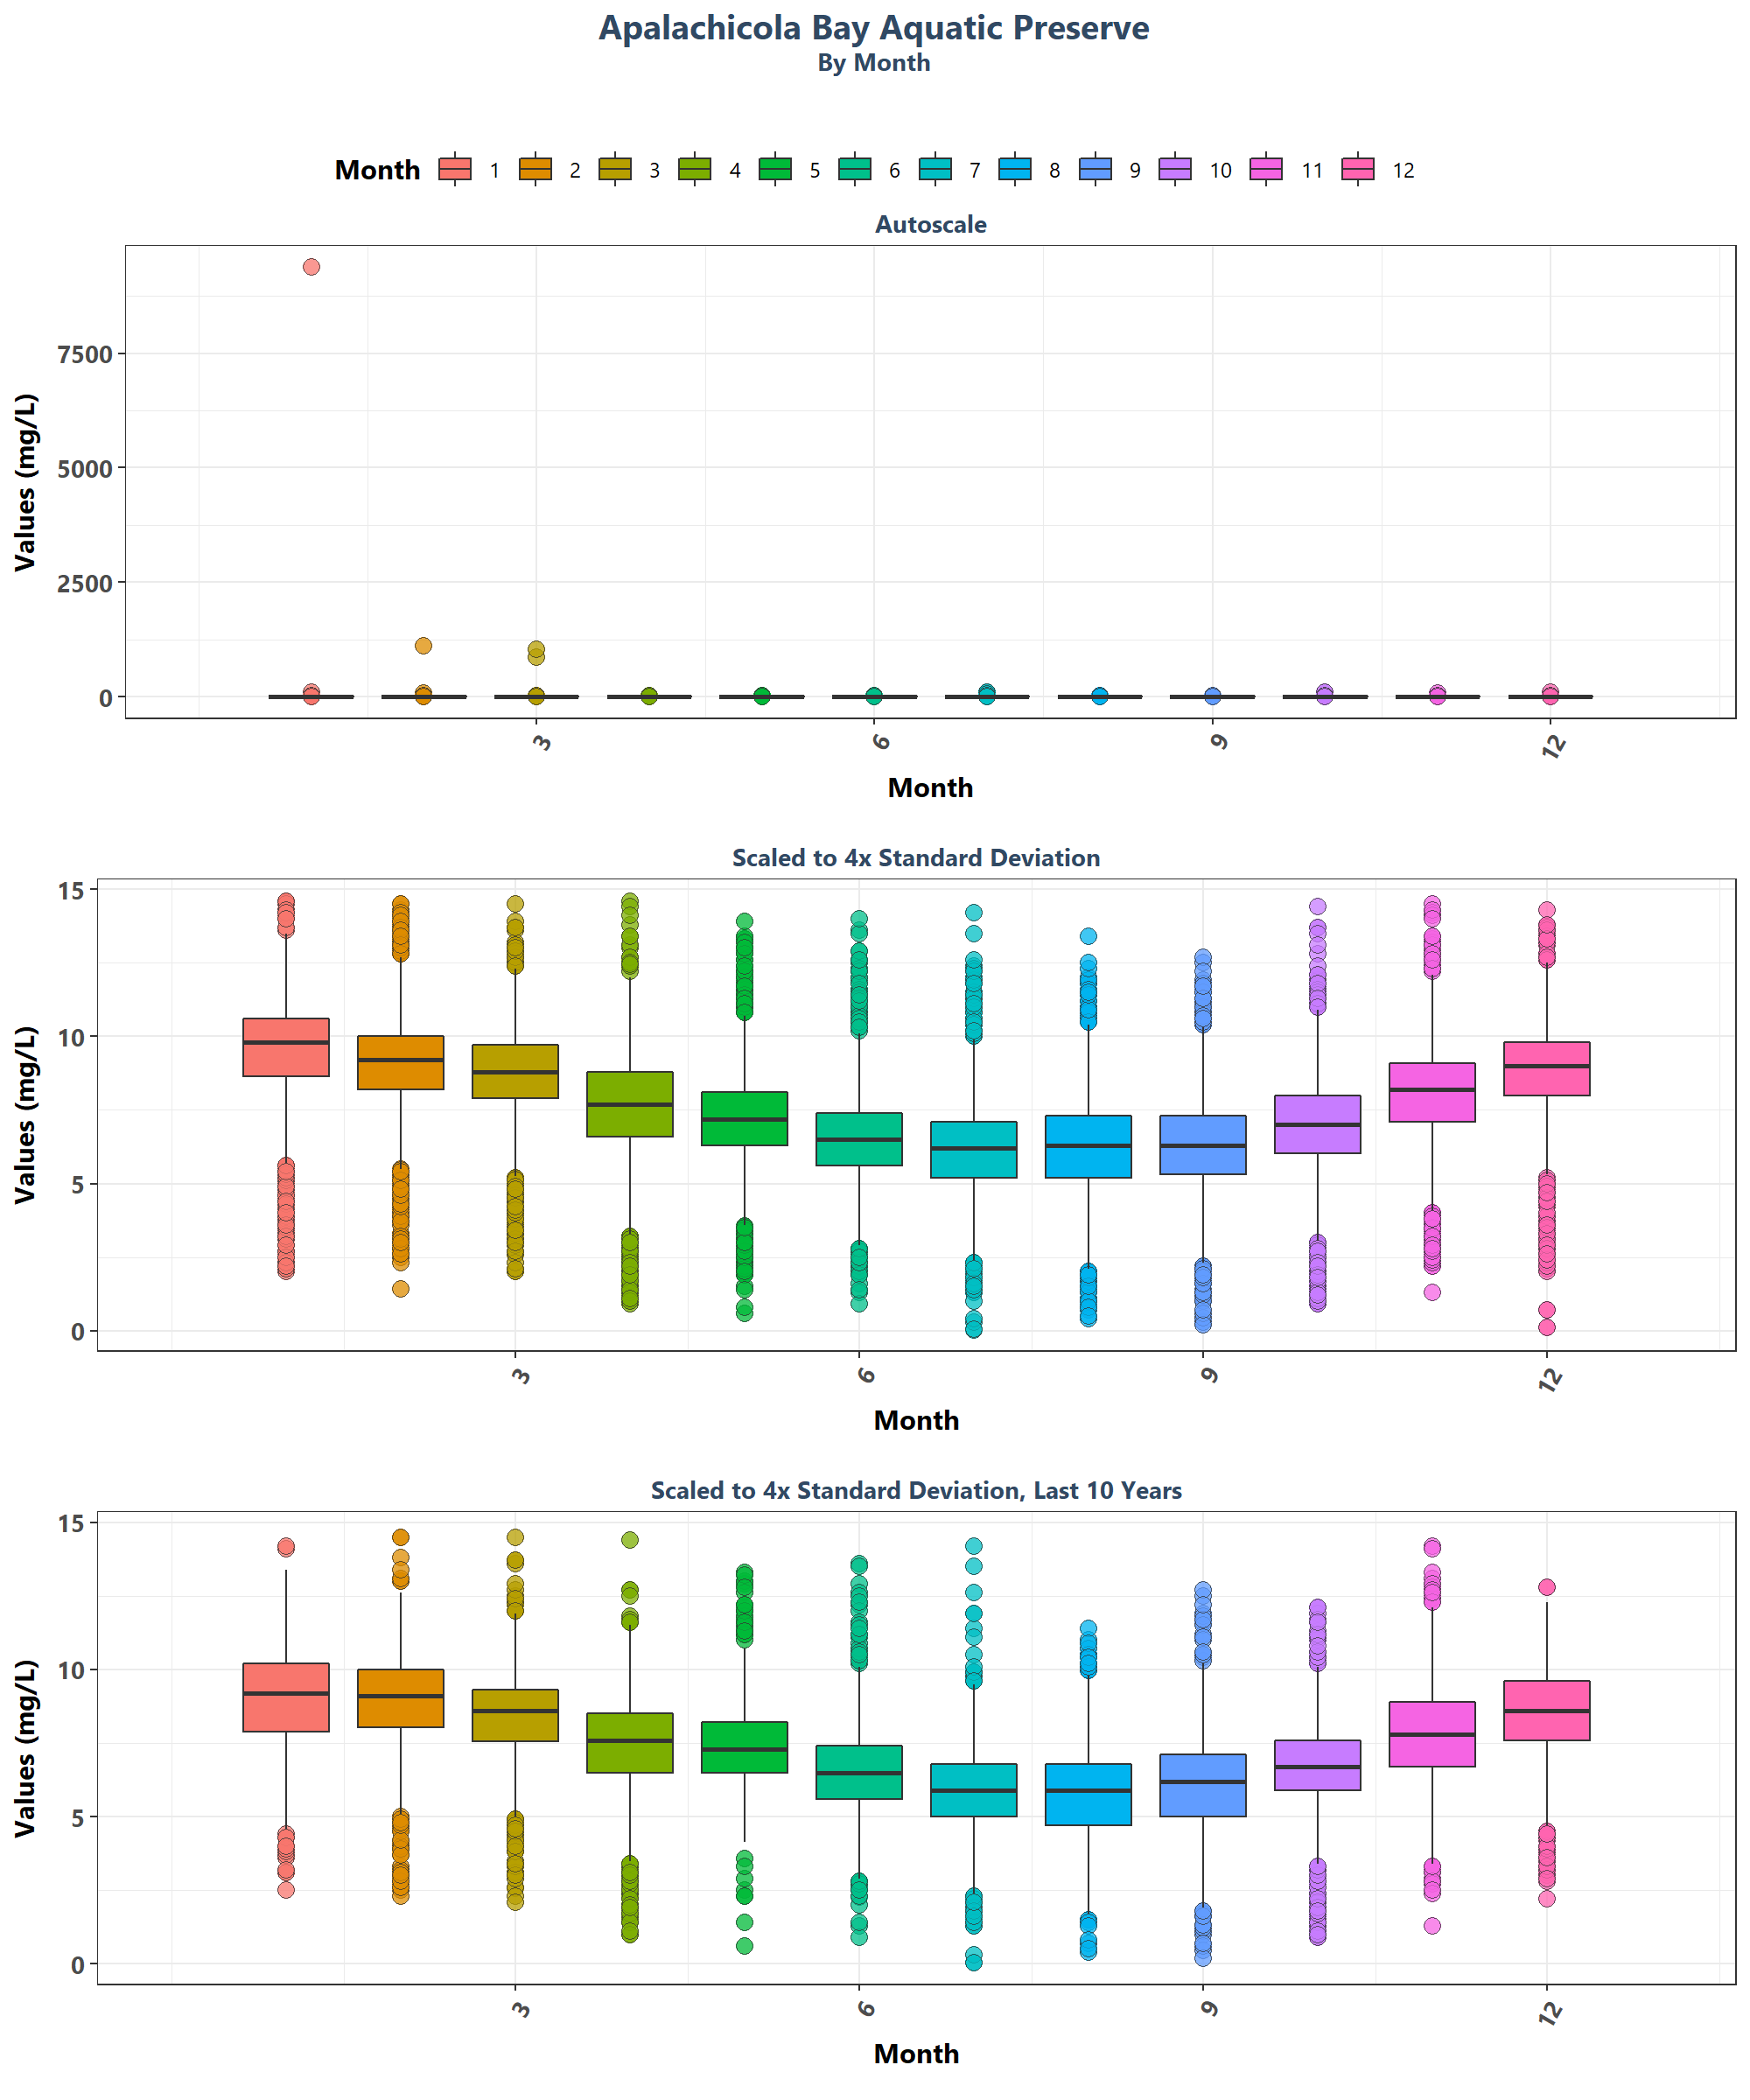 Apalachicola Bay Aquatic Preserve
By Month
Month 1 2 3 4 5 6 7 8 9 10 11 12
Autoscale
Values (mg/L)
7500
5000
2500
0
3 6 9 12
Month
Scaled to 4x Standard Deviation
Values (mg/L)
15
10
5
0
3 6 9 12
Month
Scaled to 4x Standard Deviation, Last 10 Years
Values (mg/L)
15
10
5
0
3 6 9 12
Month